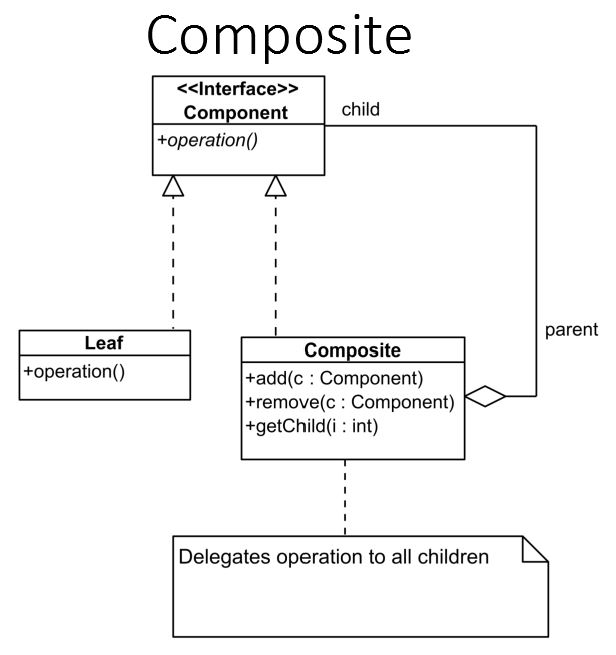 Composite
<<Interface>>
Component
+operation()
child
parent
Leaf
+operation()
Composite
+add(c : Component)
+remove(c : Component)
+getChild(i : int)
Delegates operation to all children